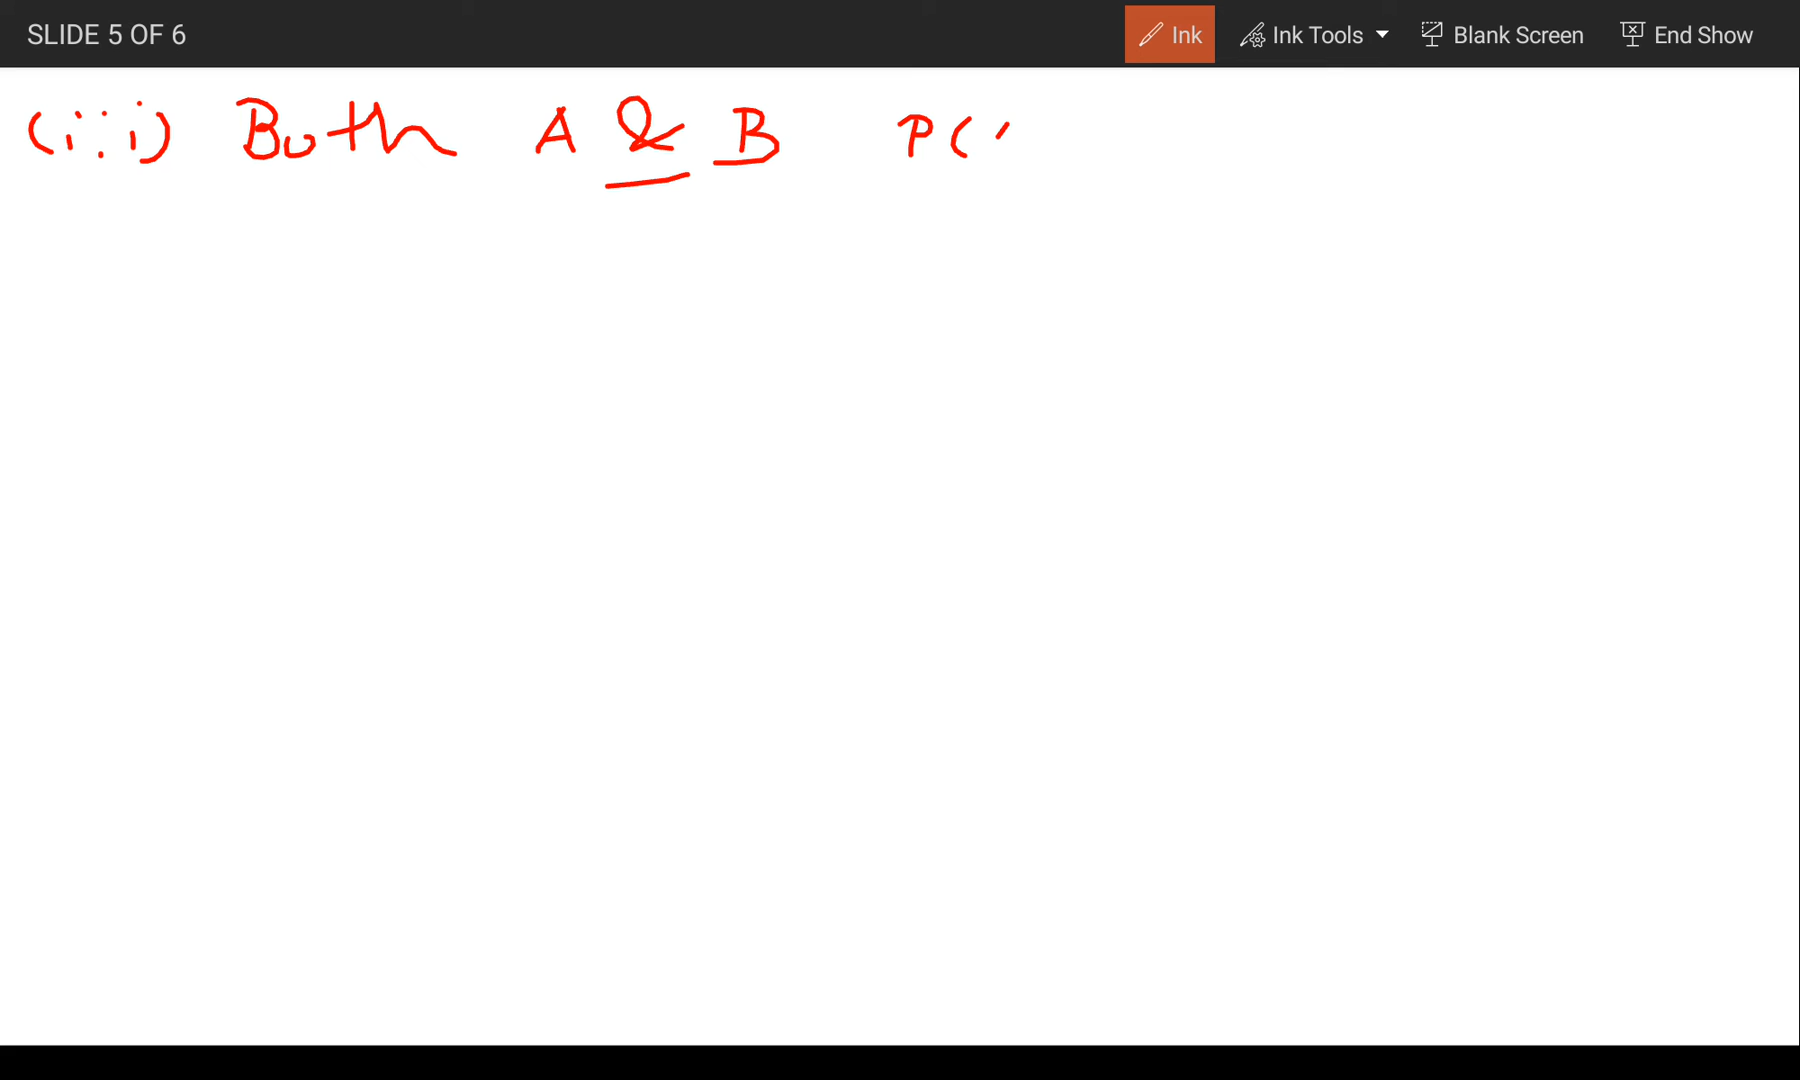 SLIDE 5 OF 6 Ink Ink Tools Blank Screen End Show
(iii) Both A & B P(